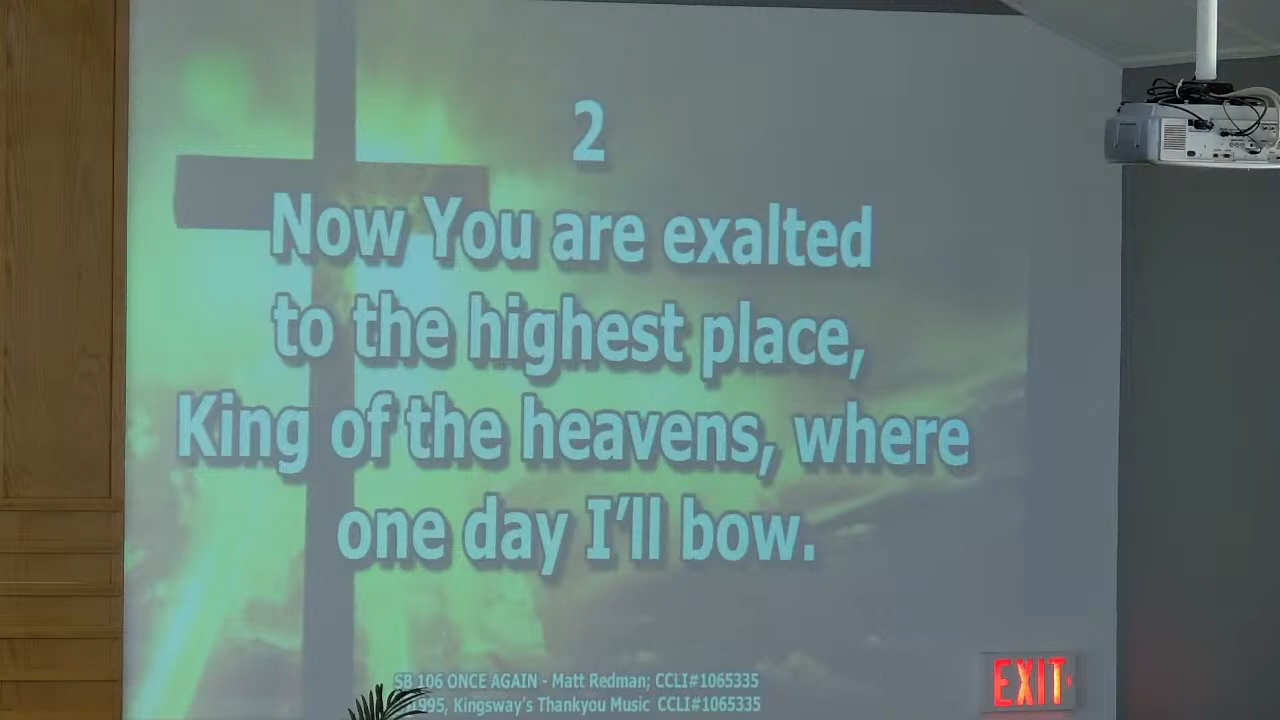 2
Now You are exalted
to the highest place,
King of the heavens, where
one day I'll bow.
SB 106 ONCE AGAIN - Matt Redman; CCLI#1065335
1995, Kingsway's Thankyou Music CCLI#1065335
EXIT